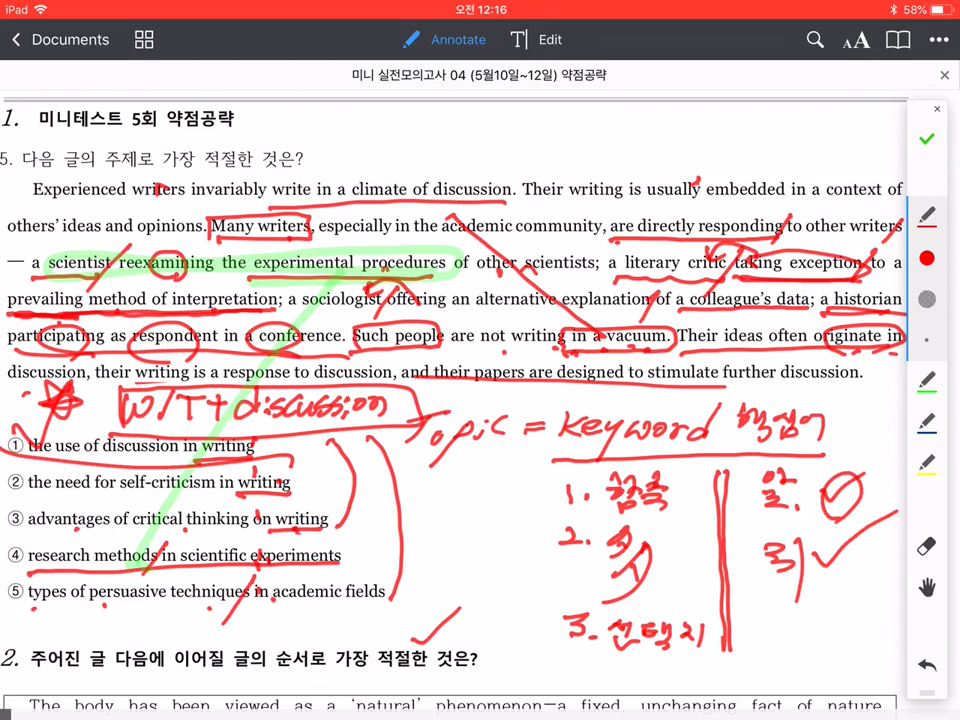 iPad 오전 12:16 58%
Documents Annotate T Edit AA
미니 실전모의고사 04 (5월10일~12일) 약점공략
1. 미니테스트 5회 약점공략
5. 다음 글의 주제로 가장 적절한 것은?
Experienced writers invariably write in a climate of discussion. Their writing is usually embedded in a context of
others' ideas and opinions. Many writers, especially in the academic community, are directly responding to other writers
— a scientist reexamining the experimental procedures of other scientists; a literary critic taking exception to a
prevailing method of interpretation; a sociologist offering an alternative explanation of a colleague's data; a historian
participating as respondent in a conference. Such people are not writing in a vacuum. Their ideas often originate in
discussion, their writing is a response to discussion, and their papers are designed to stimulate further discussion.
W/T+discussion
Topic = Keyword 핵심어
① the use of discussion in writing
② the need for self-criticism in writing
③ advantages of critical thinking on writing
④ research methods in scientific experiments
⑤ types of persuasive techniques in academic fields
1. 함축
2.
3. 선택지
2. 주어진 글 다음에 이어질 글의 순서로 가장 적절한 것은?
The body has been viewed as a 'natural' phenomenon—a fixed, unchanging fact of nature.